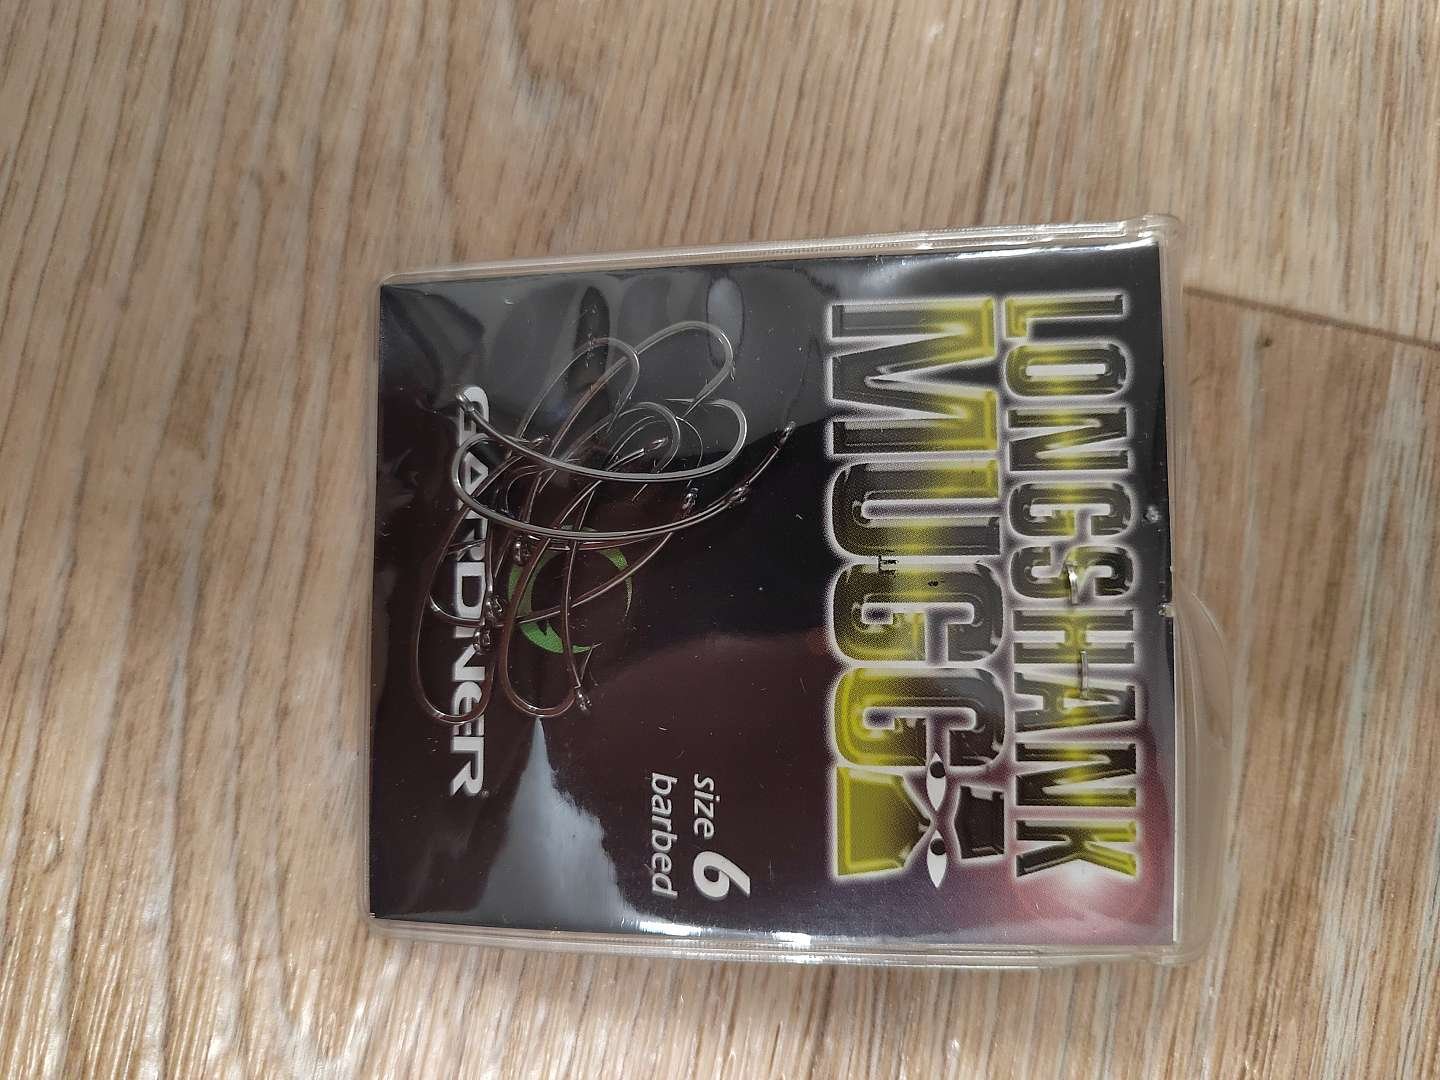 LONGSHANK
MUGGA
size 6
barbed
GARDNER